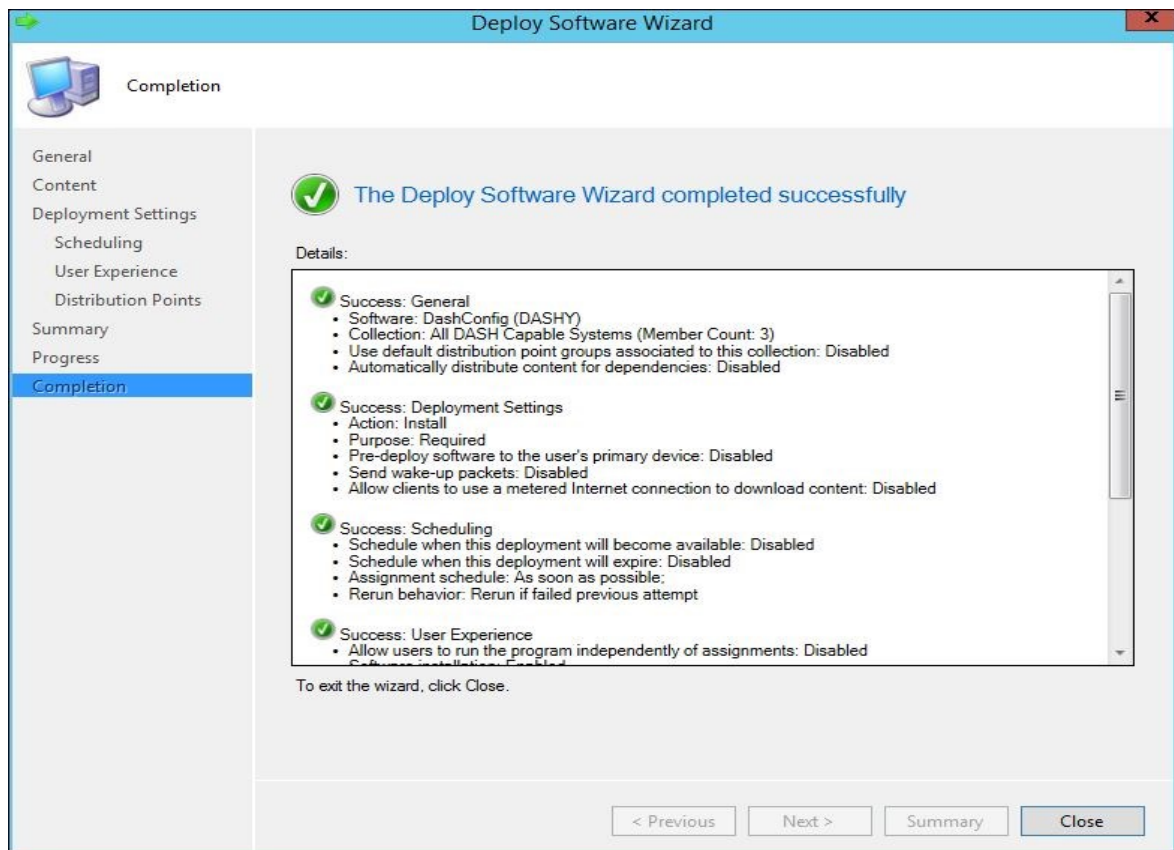 Deploy Software Wizard
x
Completion
General
Content
Deployment Settings
Scheduling
User Experience
Distribution Points
Summary
Progress
Completion
The Deploy Software Wizard completed successfully
Details:
Success: General
• Software: DashConfig (DASHY)
• Collection: All DASH Capable Systems (Member Count: 3)
• Use default distribution point groups associated to this collection: Disabled
• Automatically distribute content for dependencies: Disabled
Success: Deployment Settings
• Action: Install
• Purpose: Required
• Pre-deploy software to the user's primary device: Disabled
• Send wake-up packets: Disabled
• Allow clients to use a metered Internet connection to download content: Disabled
Success: Scheduling
• Schedule when this deployment will become available: Disabled
• Schedule when this deployment will expire: Disabled
• Assignment schedule: As soon as possible;
• Rerun behavior: Rerun if failed previous attempt
Success: User Experience
• Allow users to run the program independently of assignments: Disabled
• Software installation: Enabled
To exit the wizard, click Close.
< Previous
Next >
Summary
Close